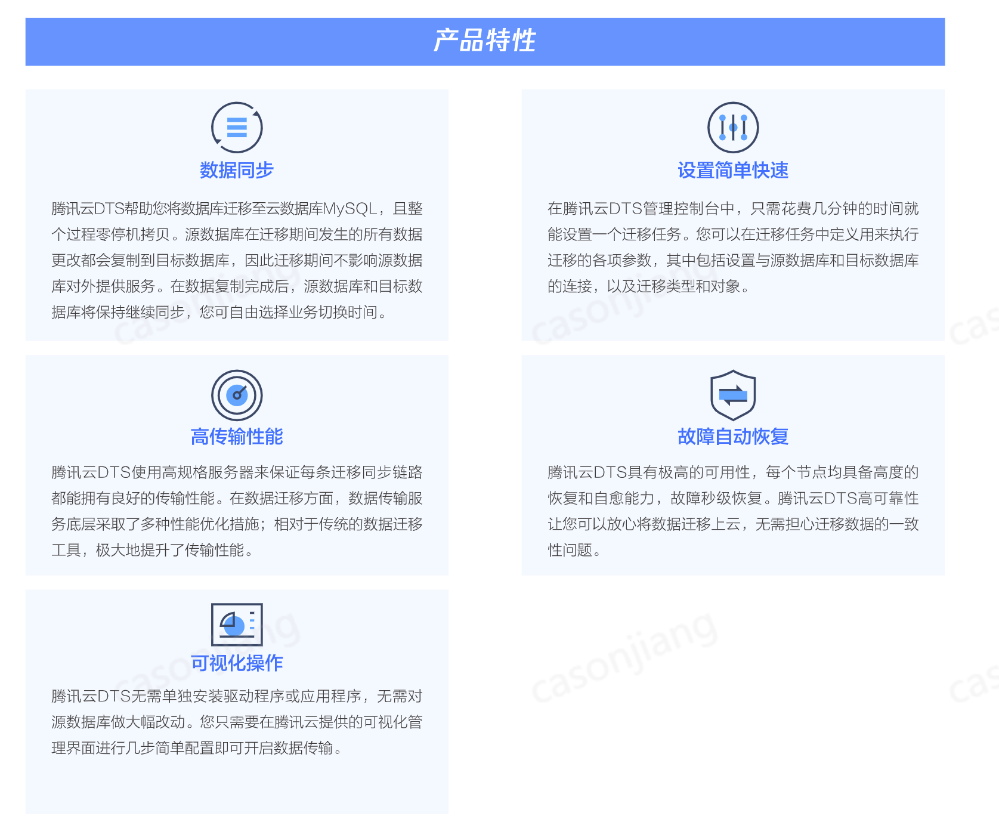 产品特性
数据同步
腾讯云DTS帮助您将数据库迁移至云数据库MySQL，且整
个过程零停机拷贝。源数据库在迁移期间发生的所有数据
更改都会复制到目标数据库，因此迁移期间不影响源数据
库对外提供服务。在数据复制完成后，源数据库和目标数
据库将保持继续同步，您可自由选择业务切换时间。
设置简单快速
在腾讯云DTS管理控制台中，只需花费几分钟的时间就
能设置一个迁移任务。您可以在迁移任务中定义用来执行
迁移的各项参数，其中包括设置与源数据库和目标数据库
的连接，以及迁移类型和对象。
高传输性能
腾讯云DTS使用高规格服务器来保证每条迁移同步链路
都能拥有良好的传输性能。在数据迁移方面，数据传输服
务底层采取了多种性能优化措施；相对于传统的数据迁移
工具，极大地提升了传输性能。
故障自动恢复
腾讯云DTS具有极高的可用性，每个节点均具备高度的
恢复和自愈能力，故障秒级恢复。腾讯云DTS高可靠性
让您可以放心将数据迁移上云，无需担心迁移数据的一致
性问题。
可视化操作
腾讯云DTS无需单独安装驱动程序或应用程序，无需对
源数据库做大幅改动。您只需要在腾讯云提供的可视化管
理界面进行几步简单配置即可开启数据传输。
casonjiang
casonjiang
cas
casonjiang
casonjiang
cas